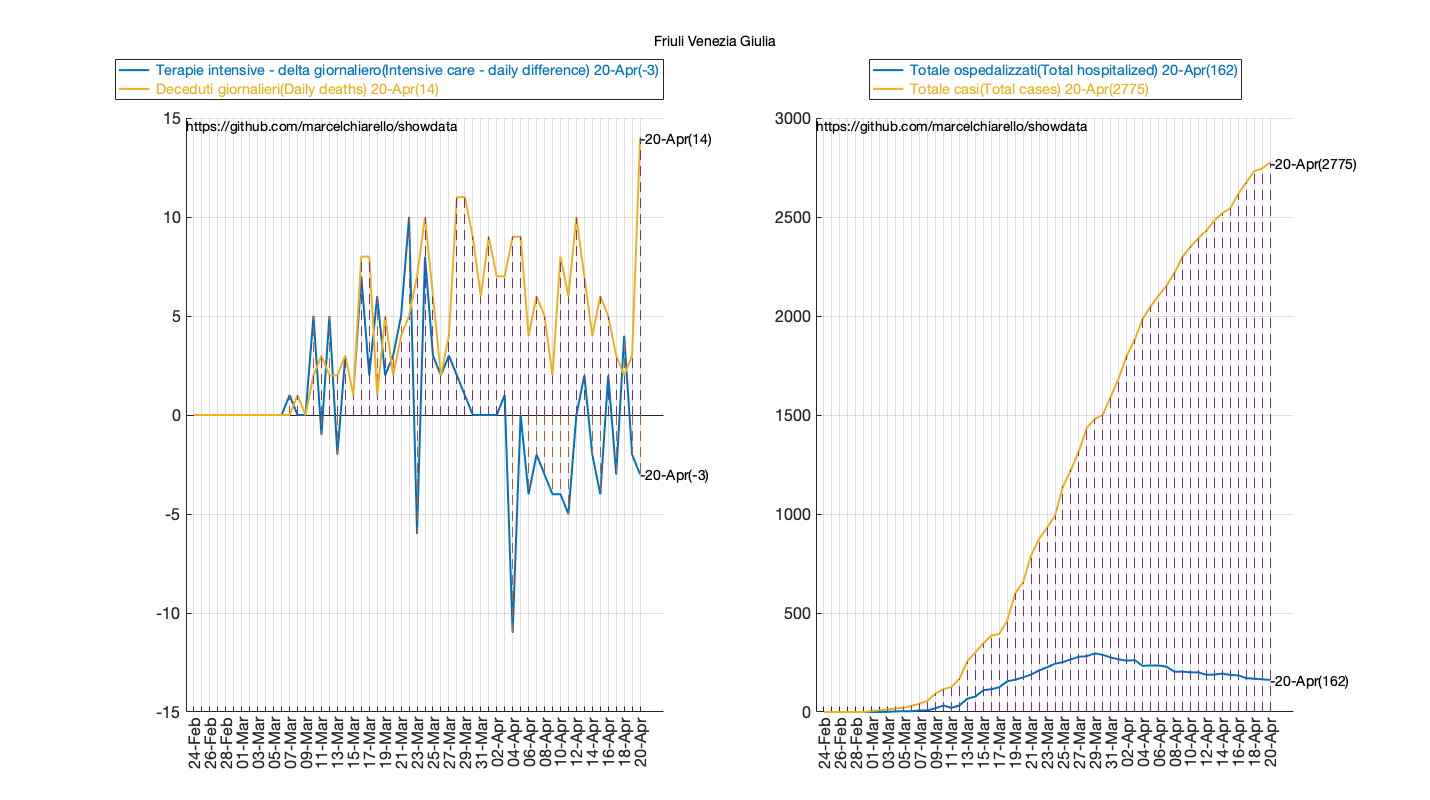 Friuli Venezia Giulia
Terapie intensive - delta giornaliero(Intensive care - daily difference) 20-Apr(-3)
Deceduti giornalieri(Daily deaths) 20-Apr(14)
https://github.com/marcelchiarello/showdata
15
10
5
0
-5
-10
-15
-20-Apr(14)
-20-Apr(-3)
24-Feb
26-Feb
28-Feb
01-Mar
03-Mar
05-Mar
07-Mar
09-Mar
11-Mar
13-Mar
15-Mar
17-Mar
19-Mar
21-Mar
23-Mar
25-Mar
27-Mar
29-Mar
31-Mar
02-Apr
04-Apr
06-Apr
08-Apr
10-Apr
12-Apr
14-Apr
16-Apr
18-Apr
20-Apr
Totale ospedalizzati(Total hospitalized) 20-Apr(162)
Totale casi(Total cases) 20-Apr(2775)
https://github.com/marcelchiarello/showdata
3000
2500
2000
1500
1000
500
0
-20-Apr(2775)
-20-Apr(162)
24-Feb
26-Feb
28-Feb
01-Mar
03-Mar
05-Mar
07-Mar
09-Mar
11-Mar
13-Mar
15-Mar
17-Mar
19-Mar
21-Mar
23-Mar
25-Mar
27-Mar
29-Mar
31-Mar
02-Apr
04-Apr
06-Apr
08-Apr
10-Apr
12-Apr
14-Apr
16-Apr
18-Apr
20-Apr